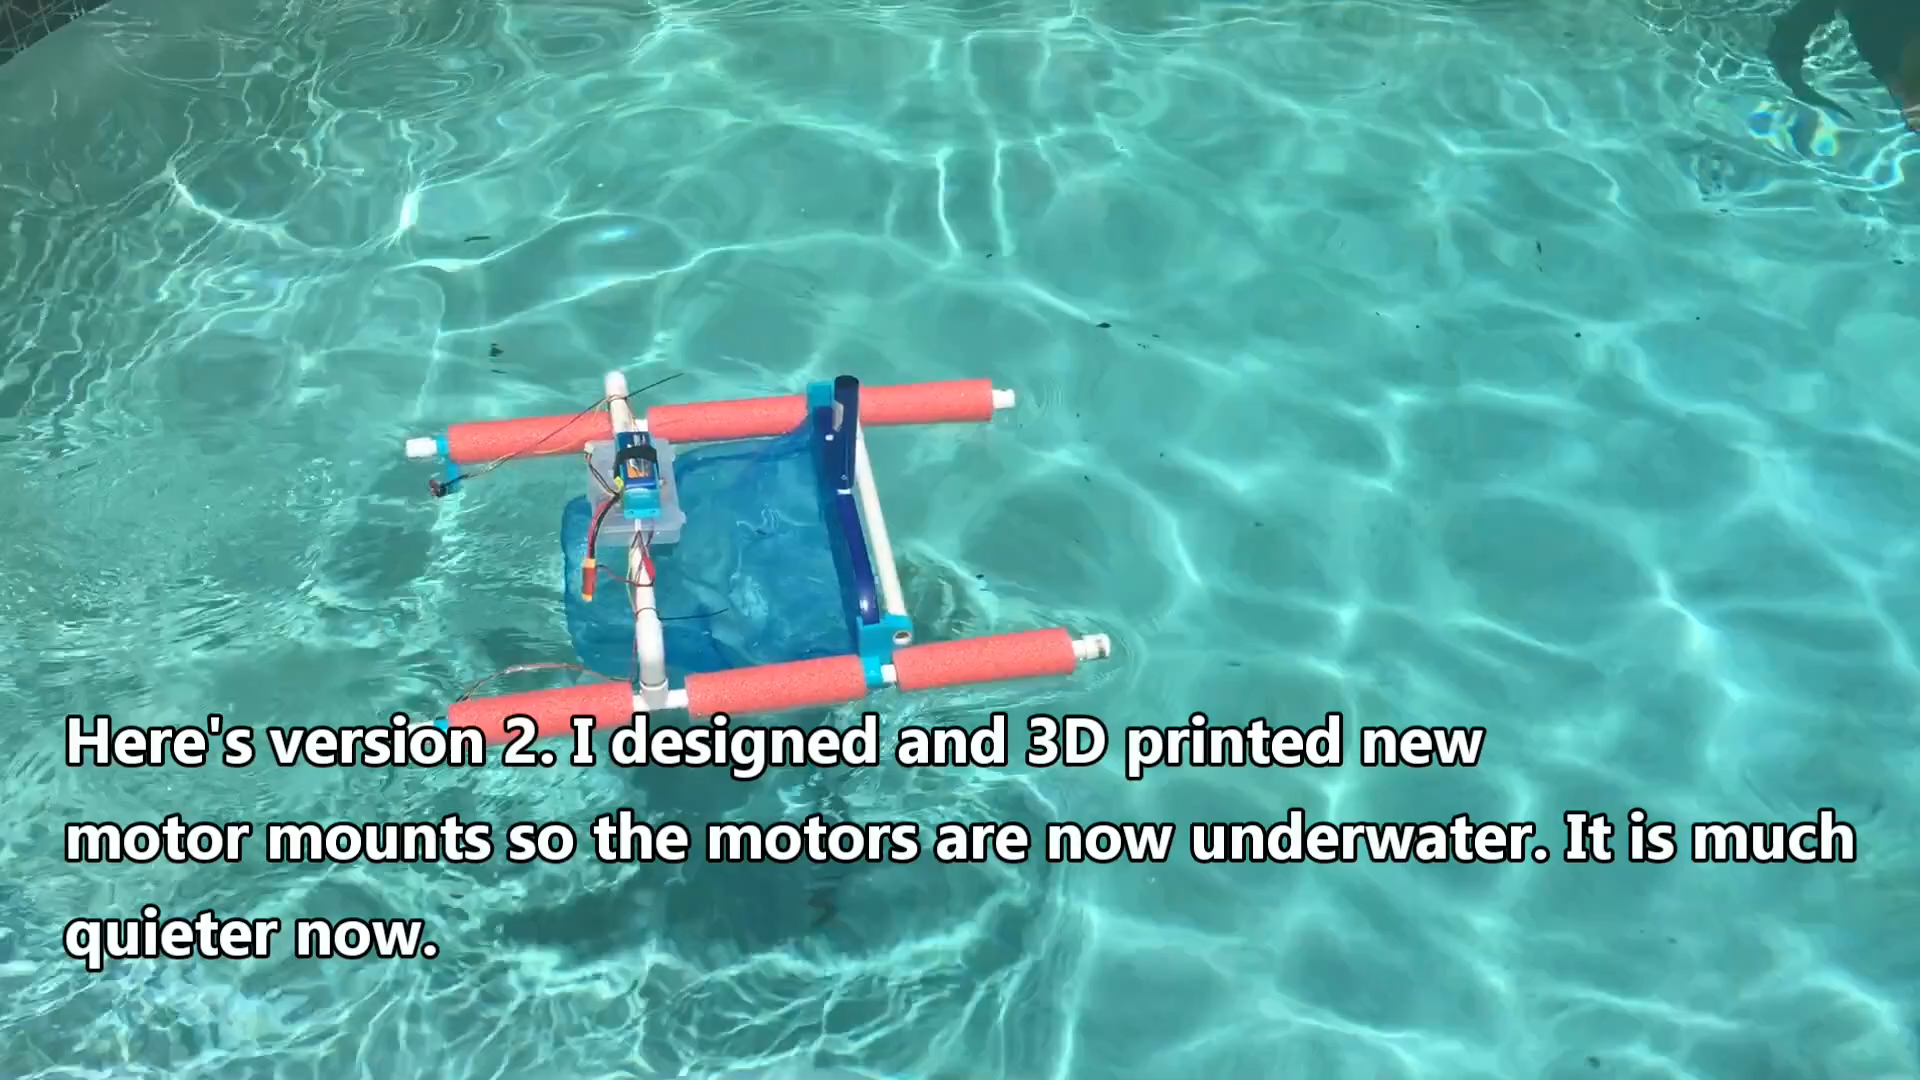 Here's version 2. I designed and 3D printed new
motor mounts so the motors are now underwater. It is much
quieter now.